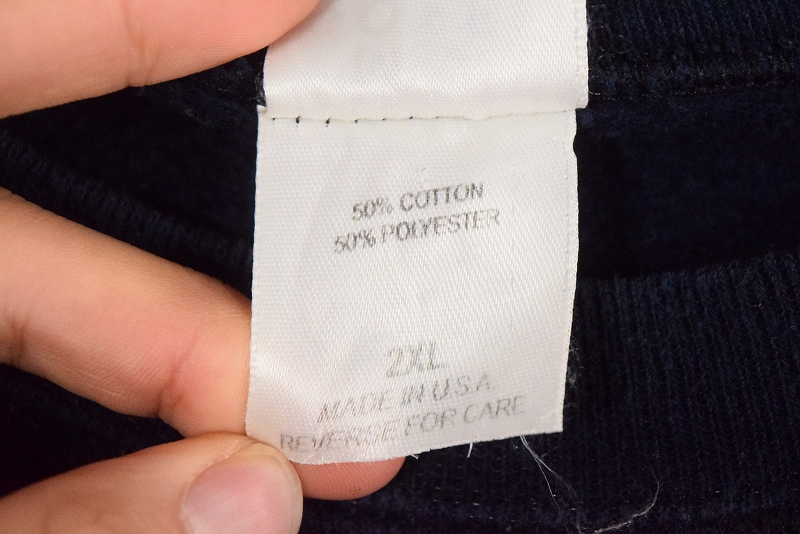 50% COTTON
50% POLYESTER
2XL
MADE IN U.S.A.
REVERSE FOR CARE